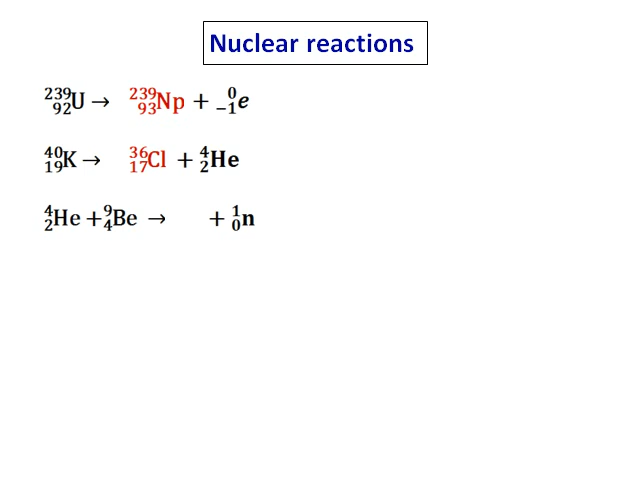 Nuclear reactions
²³⁹₉₂U → ²³⁹₉₃Np + ⁰₋₁e
⁴⁰₁₉K → ³⁶₁₇Cl + ⁴₂He
⁴₂He + ⁹₄Be → + ¹₀n